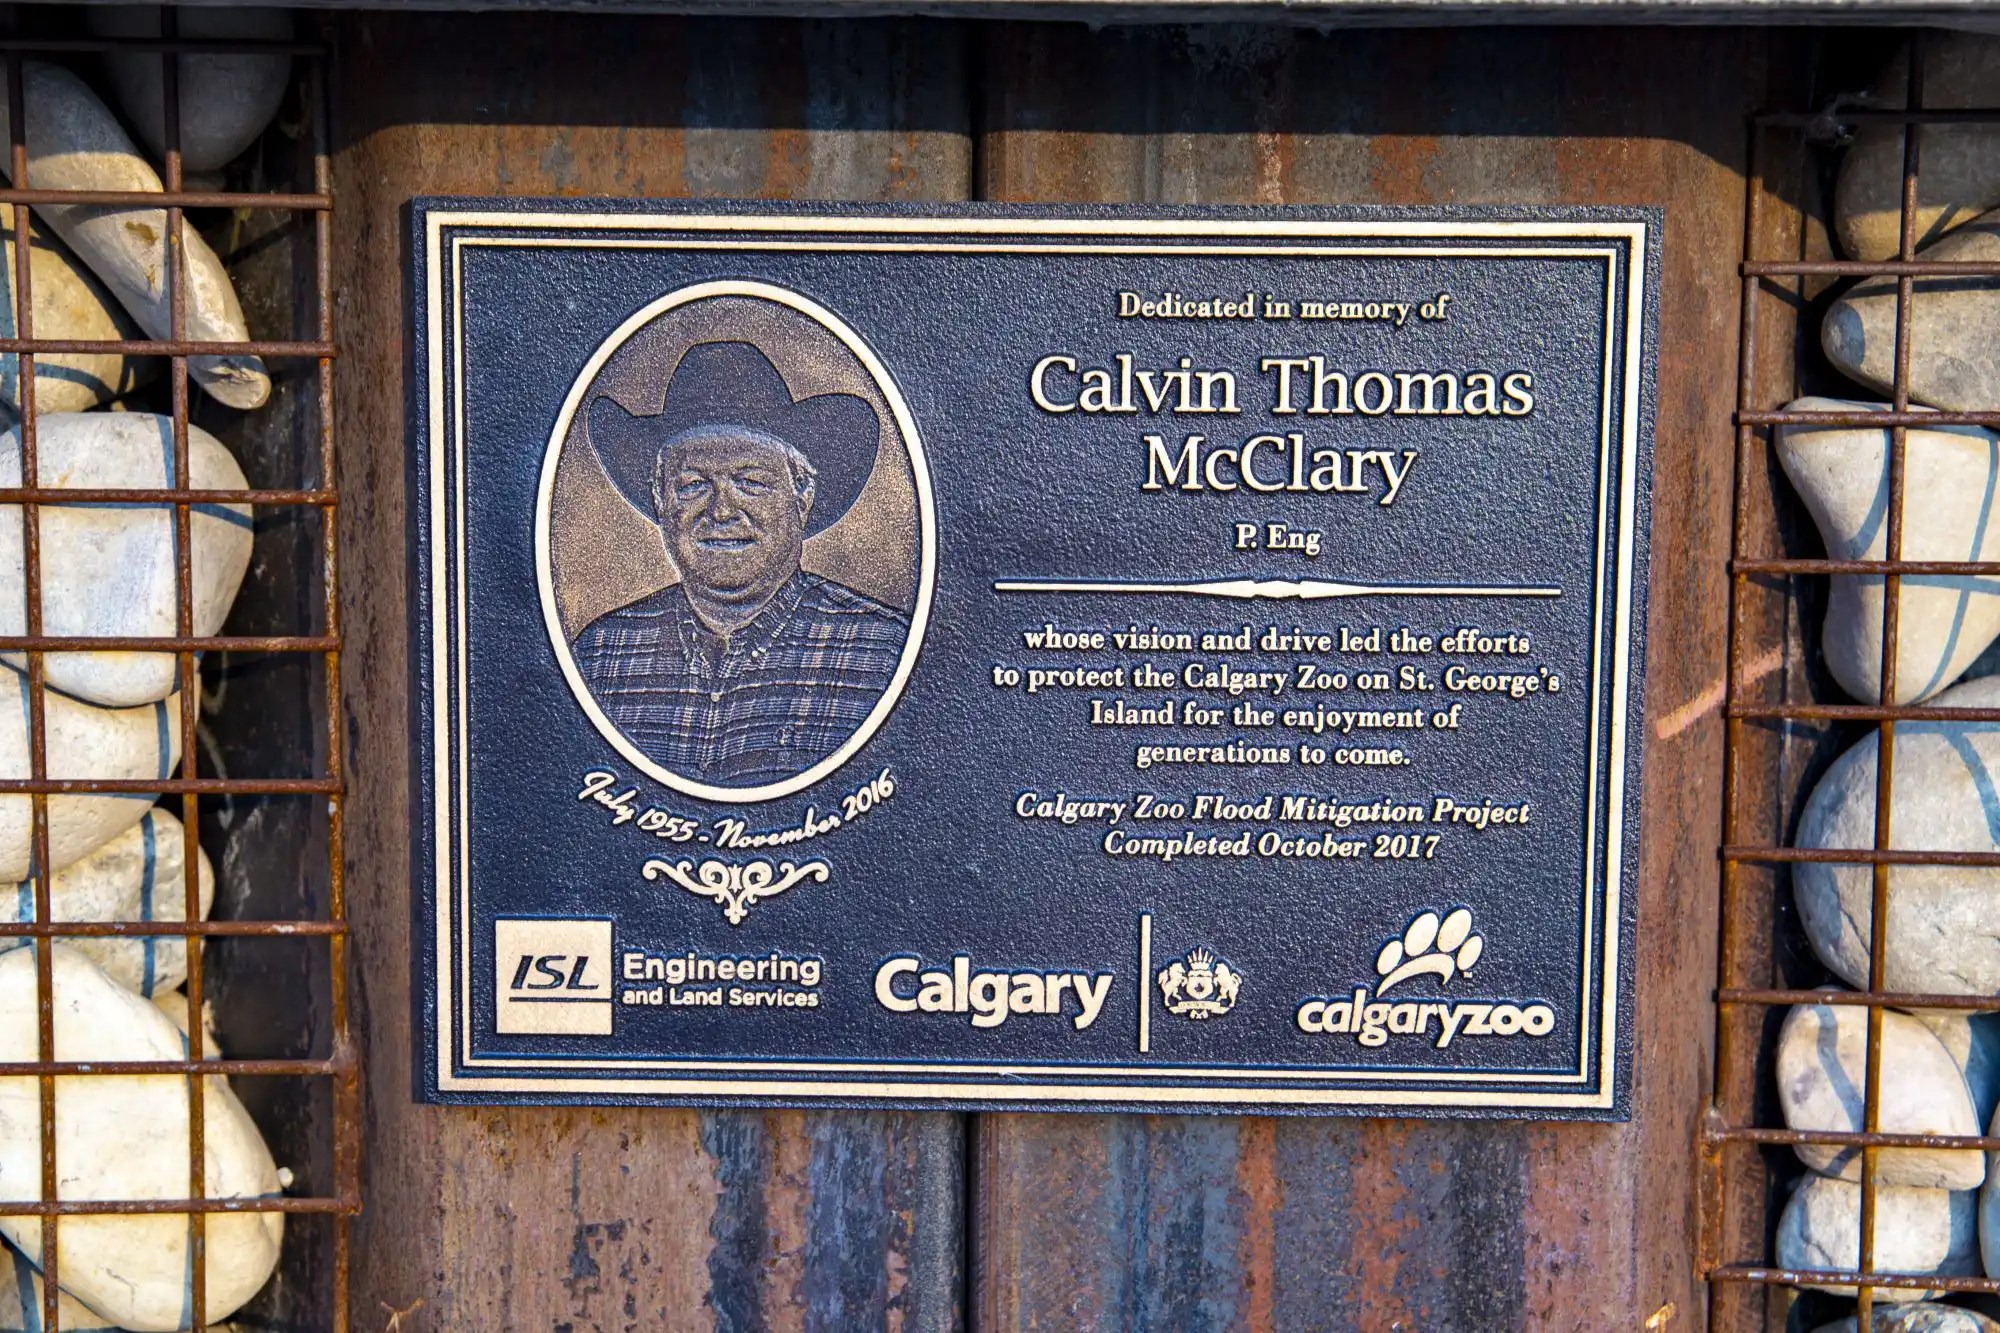 Dedicated in memory of
Calvin Thomas
McClary
P. Eng
whose vision and drive led the efforts
to protect the Calgary Zoo on St. George's
Island for the enjoyment of
generations to come.
Calgary Zoo Flood Mitigation Project
Completed October 2017
July 1955 - November 2016
ISL Engineering
and Land Services
Calgary
calgaryzoo